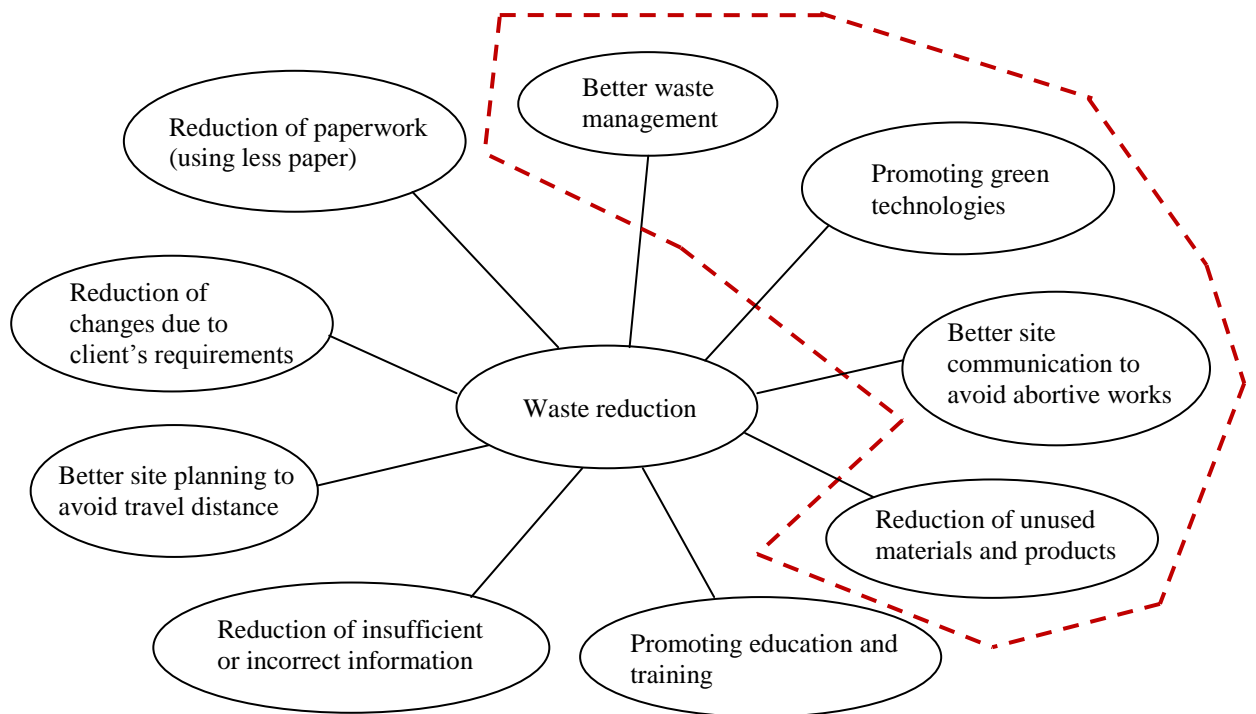 Better waste
management
Reduction of paperwork
(using less paper)
Promoting green
technologies
Reduction of
changes due to
client’s requirements
Better site
communication to
avoid abortive works
Waste reduction
Better site planning to
avoid travel distance
Reduction of unused
materials and products
Reduction of insufficient
or incorrect information
Promoting education and
training